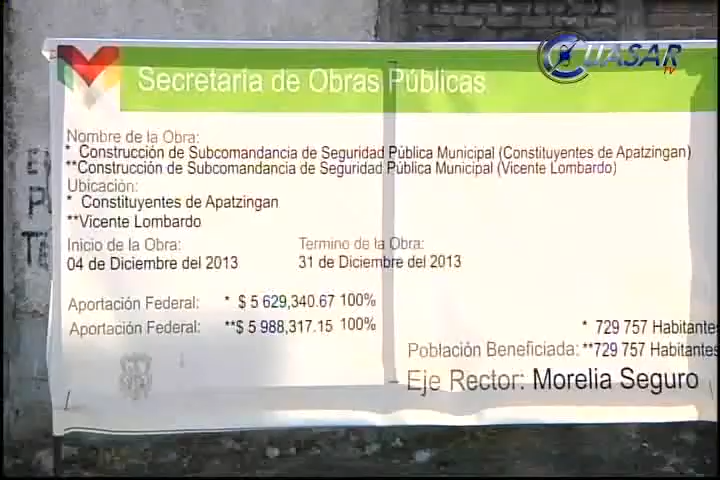 CUASAR
TV
Secretaría de Obras Públicas
Nombre de la Obra:
* Construcción de Subcomandancia de Seguridad Pública Municipal (Constituyentes de Apatzingan)
**Construcción de Subcomandancia de Seguridad Pública Municipal (Vicente Lombardo)
Ubicación:
* Constituyentes de Apatzingan
**Vicente Lombardo
Inicio de la Obra: Termino de la Obra:
04 de Diciembre del 2013 31 de Diciembre del 2013
Aportación Federal: * $ 5 629,340.67 100%
Aportación Federal: **$ 5 988,317.15 100%
* 729 757 Habitantes
Población Beneficiada: **729 757 Habitantes
Eje Rector: Morelia Seguro